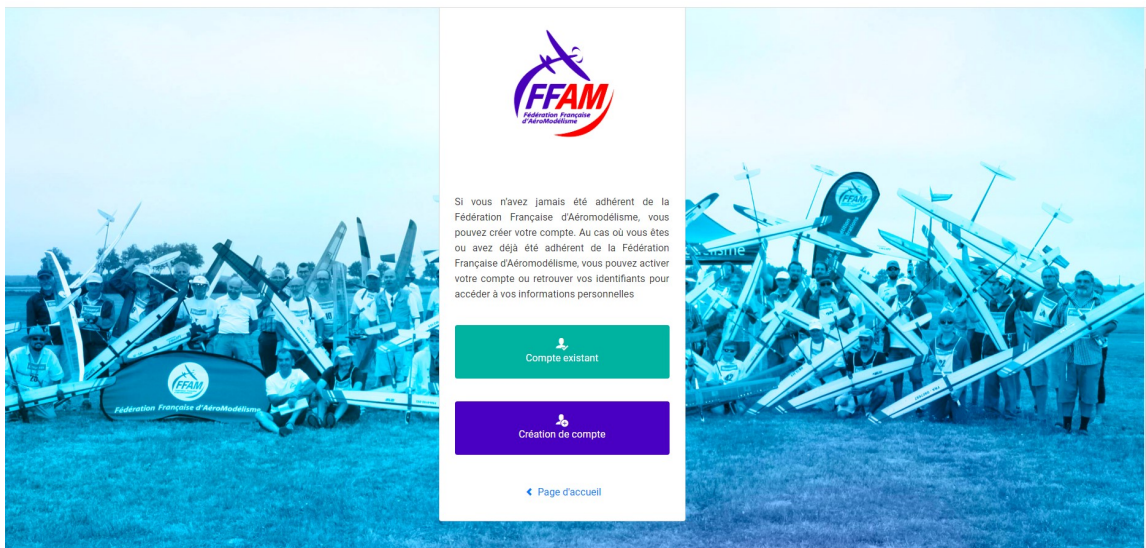 FFAM
Fédération Française
d'AéroModélisme
Si vous n'avez jamais été adhérent de la
Fédération Française d'Aéromodélisme, vous
pouvez créer votre compte. Au cas où vous êtes
ou avez déjà été adhérent de la Fédération
Française d'Aéromodélisme, vous pouvez activer
votre compte ou retrouver vos identifiants pour
accéder à vos informations personnelles
Compte existant
Création de compte
Page d'accueil
FFAM
Fédération Française d'AéroModélisme
FFAM